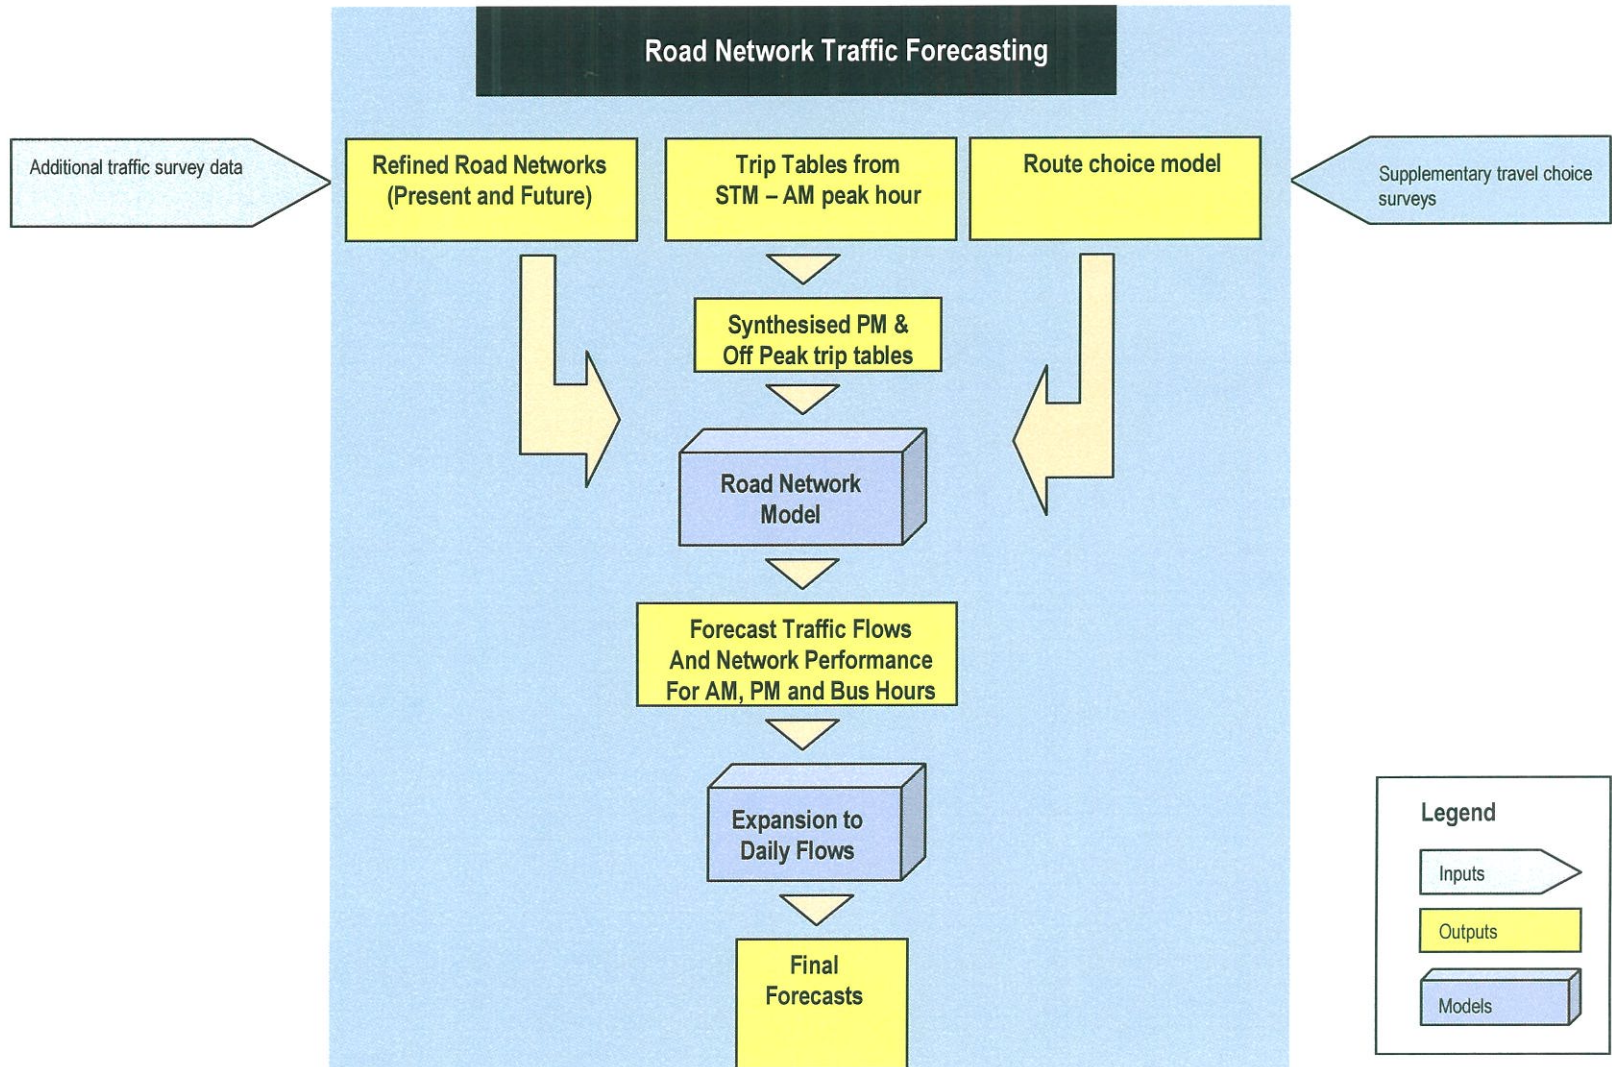 Road Network Traffic Forecasting
Additional traffic survey data
Refined Road Networks
(Present and Future)
Trip Tables from
STM – AM peak hour
Route choice model
Supplementary travel choice
surveys
Synthesised PM &
Off Peak trip tables
Road Network
Model
Forecast Traffic Flows
And Network Performance
For AM, PM and Bus Hours
Expansion to
Daily Flows
Final
Forecasts
Legend
Inputs
Outputs
Models